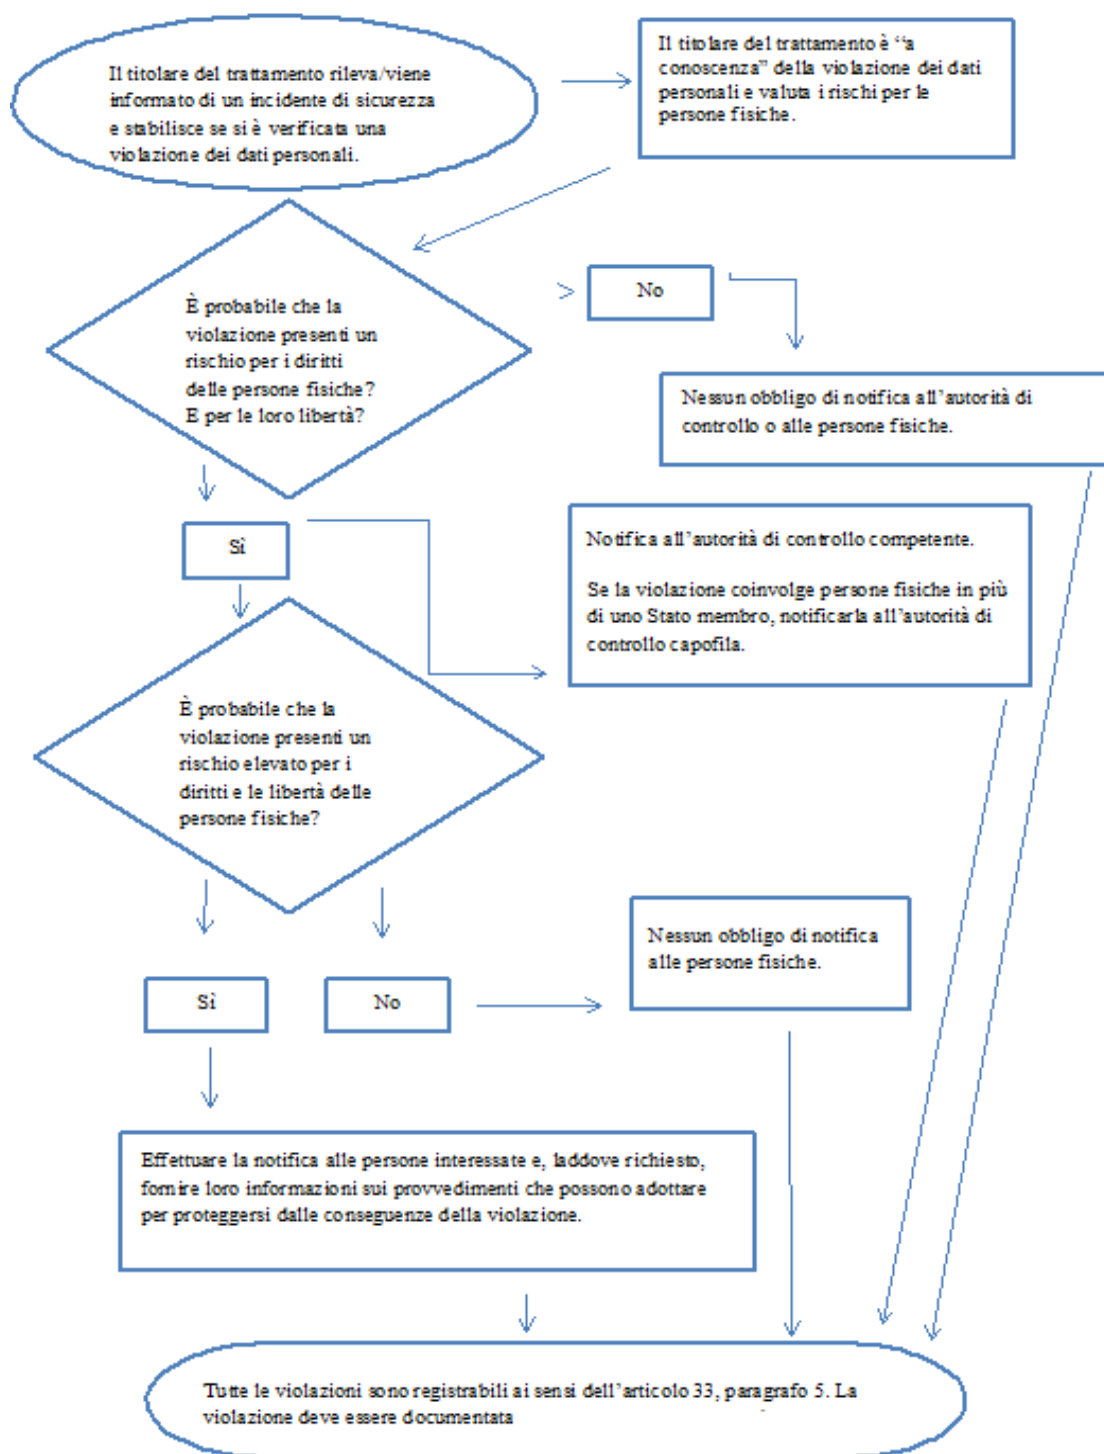 Il titolare del trattamento rileva/viene
informato di un incidente di sicurezza
e stabilisce se si è verificata una
violazione dei dati personali.
Il titolare del trattamento è “a
conoscenza” della violazione dei dati
personali e valuta i rischi per le
persone fisiche.
È probabile che la
violazione presenti un
rischio per i diritti
delle persone fisiche?
E per le loro libertà?
No
Nessun obbligo di notifica all’autorità di
controllo o alle persone fisiche.
Sì
Notifica all’autorità di controllo competente.
Se la violazione coinvolge persone fisiche in più
di uno Stato membro, notificarla all’autorità di
controllo capofila.
È probabile che la
violazione presenti un
rischio elevato per i
diritti e le libertà delle
persone fisiche?
Sì
No
Nessun obbligo di notifica
alle persone fisiche.
Effettuare la notifica alle persone interessate e, laddove richiesto,
fornire loro informazioni sui provvedimenti che possono adottare
per proteggersi dalle conseguenze della violazione.
Tutte le violazioni sono registrabili ai sensi dell’articolo 33, paragrafo 5. La
violazione deve essere documentata